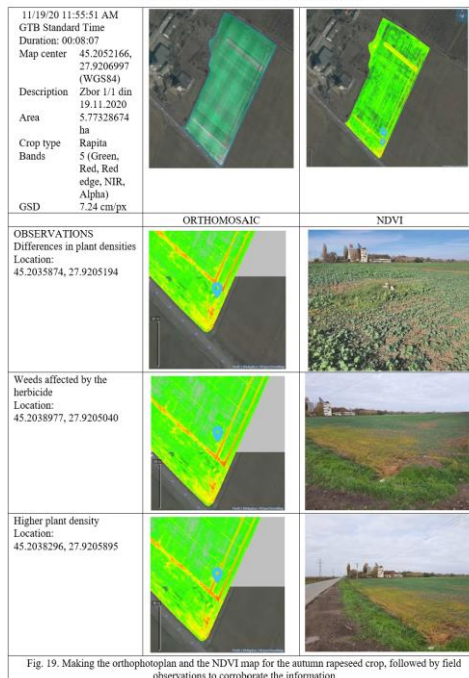 11/19/20 11:55:51 AM
GTB Standard Time
Duration: 00:08:07
Map center 45.2052166,
27.9206997
(WGS84)
Description Zbor 1/1 din
19.11.2020
Area 5.77328674
ha
Crop type Rapita
Bands 5 (Green,
Red, Red
edge, NIR,
Alpha)
GSD 7.24 cm/px
ORTHOMOSAIC NDVI
OBSERVATIONS
Differences in plant densities
Location:
45.2035874, 27.9205194
Weeds affected by the
herbicide
Location:
45.2038977, 27.9205040
Higher plant density
Location:
45.2038296, 27.9205895
Fig. 19. Making the orthophotoplan and the NDVI map for the autumn rapeseed crop, followed by field
observations to corroborate the information